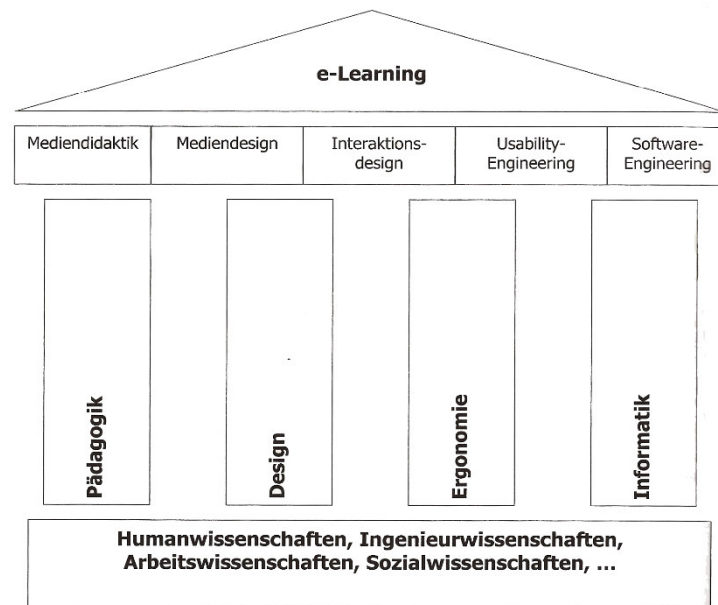 e-Learning
Mediendidaktik
Mediendesign
Interaktions-
design
Usability-
Engineering
Software-
Engineering
Pädagogik
Design
Ergonomie
Informatik
Humanwissenschaften, Ingenieurwissenschaften,
Arbeitswissenschaften, Sozialwissenschaften, ...